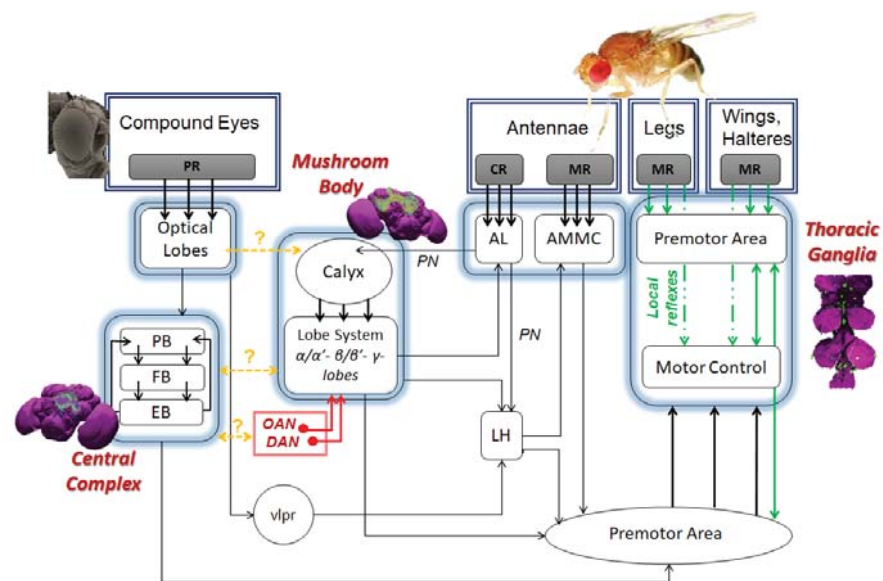 Compound Eyes
PR
Mushroom
Body
Antennae
CR
MR
Legs
MR
Wings,
Halteres
MR
Optical
Lobes
?
Calyx
PN
AL
AMMC
Premotor Area
Thoracic
Ganglia
Local
reflexes
Motor Control
Lobe System
α/α'- β/β'- γ-
lobes
PN
PB
FB
EB
?
?
OAN
DAN
LH
Central
Complex
vlpr
Premotor Area